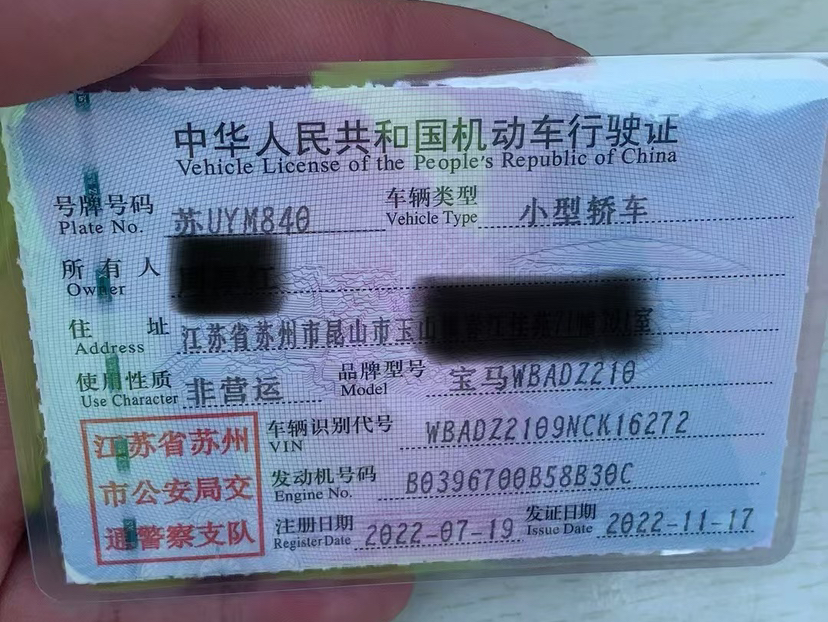 中华人民共和国机动车行驶证
Vehicle License of the People's Republic of China
号牌号码 苏UYM840 车辆类型 小型轿车
Plate No. Vehicle Type
所有人
Owner
住址 江苏省苏州市昆山市玉山 室
Address
使用性质 非营运 品牌型号 宝马WBADZ210
Use Character Model
江苏省苏州 车辆识别代号 WBADZ2109NCK16272
VIN
市公安局交 发动机号码 B0396700B58B30C
Engine No.
通警察支队 注册日期 2022-07-19 发证日期 2022-11-17
Register Date Issue Date